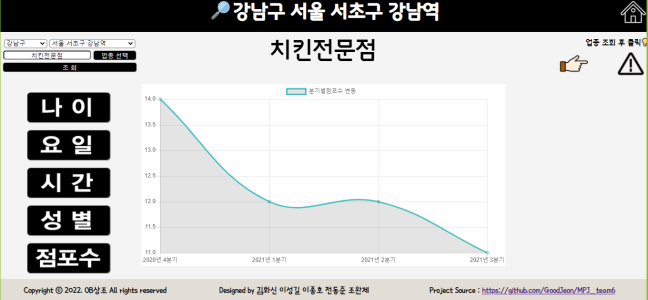 강남구 서울 서초구 강남역
강남구 서울 서초구 강남역
치킨전문점 업종 선택
조 회
치킨전문점
업종 조회 후 클릭
나 이
요 일
시 간
성 별
점포수
분기별점포수 변동
14.0
13.5
13.0
12.5
12.0
11.5
11.0
2020년 4분기 2021년 1분기 2021년 2분기 2021년 3분기
Copyright ⓒ 2022. OB상조 All rights reserved
Designed by 김화신 이성길 이종호 전동준 조완제
Project Source : https://github.com/GoodJeon/MPJ_team6